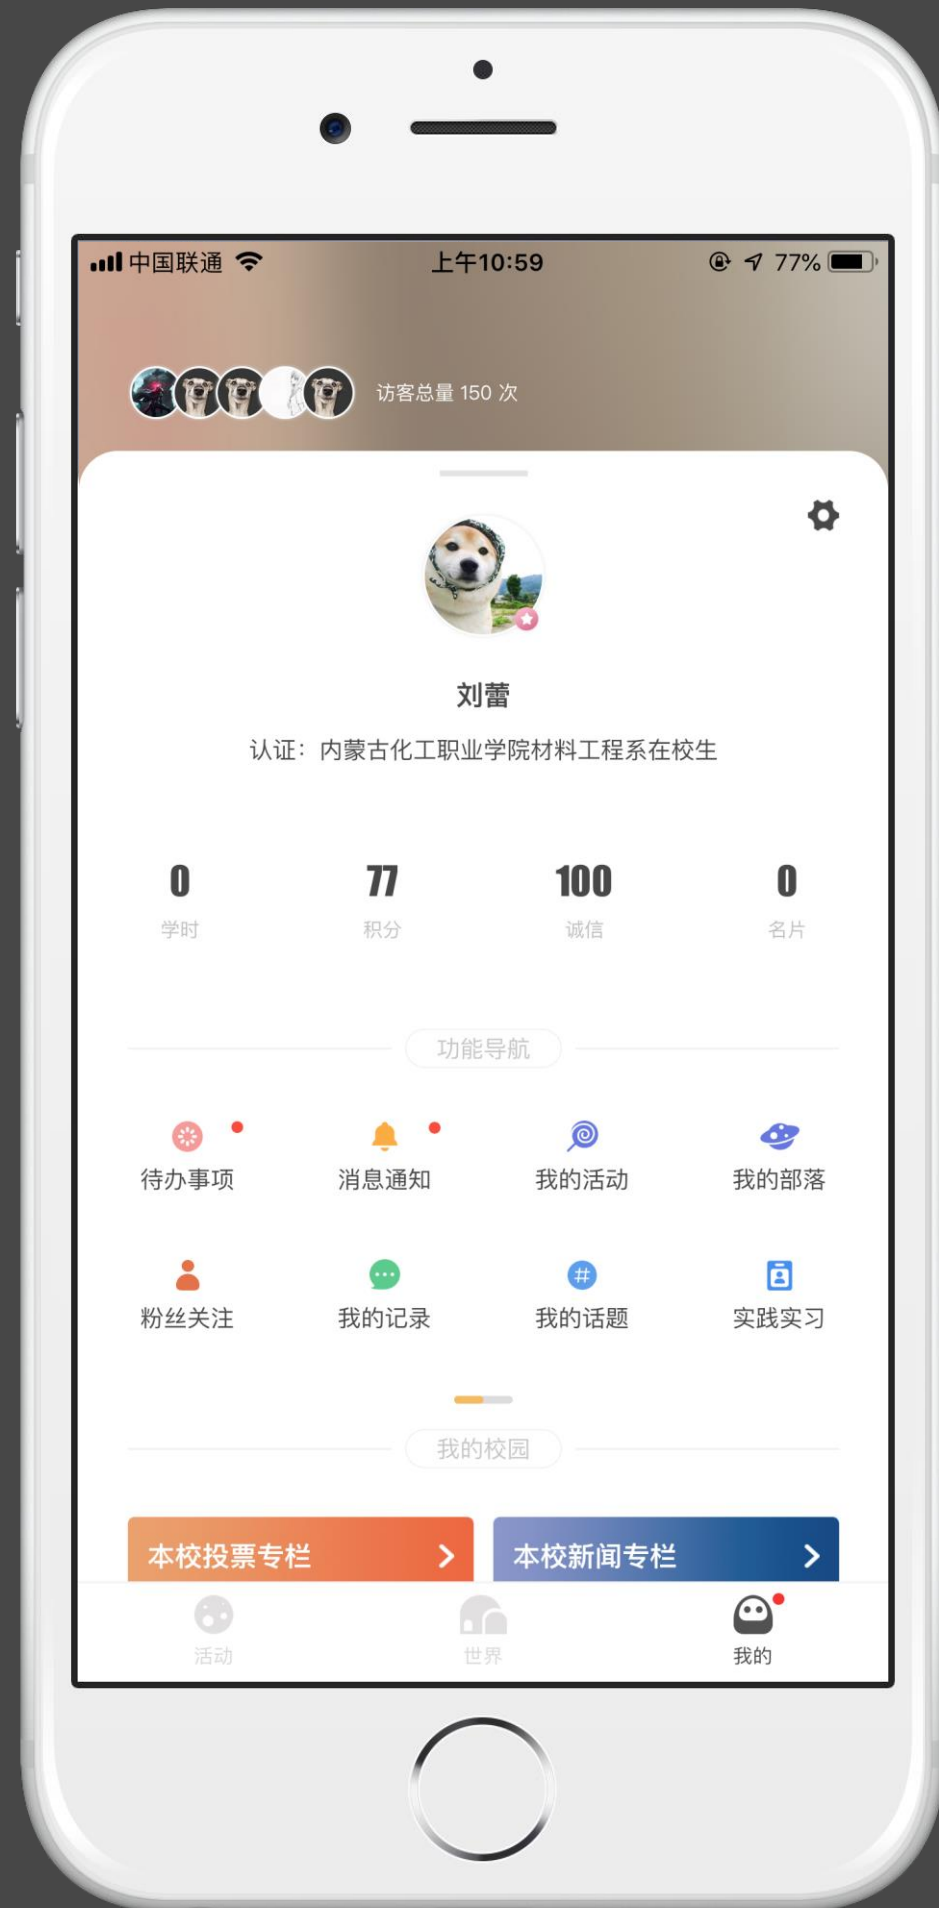 中国联通 上午10:59 77%
访客总量 150 次
刘蕾
认证：内蒙古化工职业学院材料工程系在校生
0 77 100 0
学时 积分 诚信 名片
功能导航
待办事项 消息通知 我的活动 我的部落
粉丝关注 我的记录 我的话题 实践实习
我的校园
本校投票专栏 本校新闻专栏
活动 世界 我的